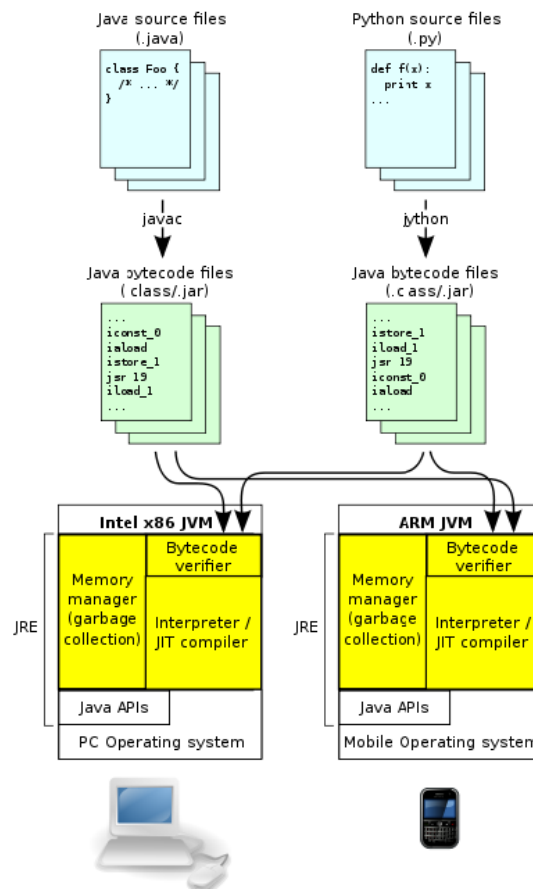 Java source files
(.java)
class Foo {
/* ... */
}
javac
Java bytecode files
(.class/.jar)
...
iconst_0
iaload
istore_1
jsr 19
iload_1
...
Python source files
(.py)
def f(x):
print x
...
jython
Java bytecode files
(.class/.jar)
...
istore_1
iload_1
jsr 19
iconst_0
iaload
...
Intel x86 JVM
Bytecode
verifier
Memory
manager
(garbage
collection)
Interpreter /
JIT compiler
JRE
Java APIs
PC Operating system
ARM JVM
Bytecode
verifier
Memory
manager
(garbage
collection)
Interpreter /
JIT compiler
JRE
Java APIs
Mobile Operating system